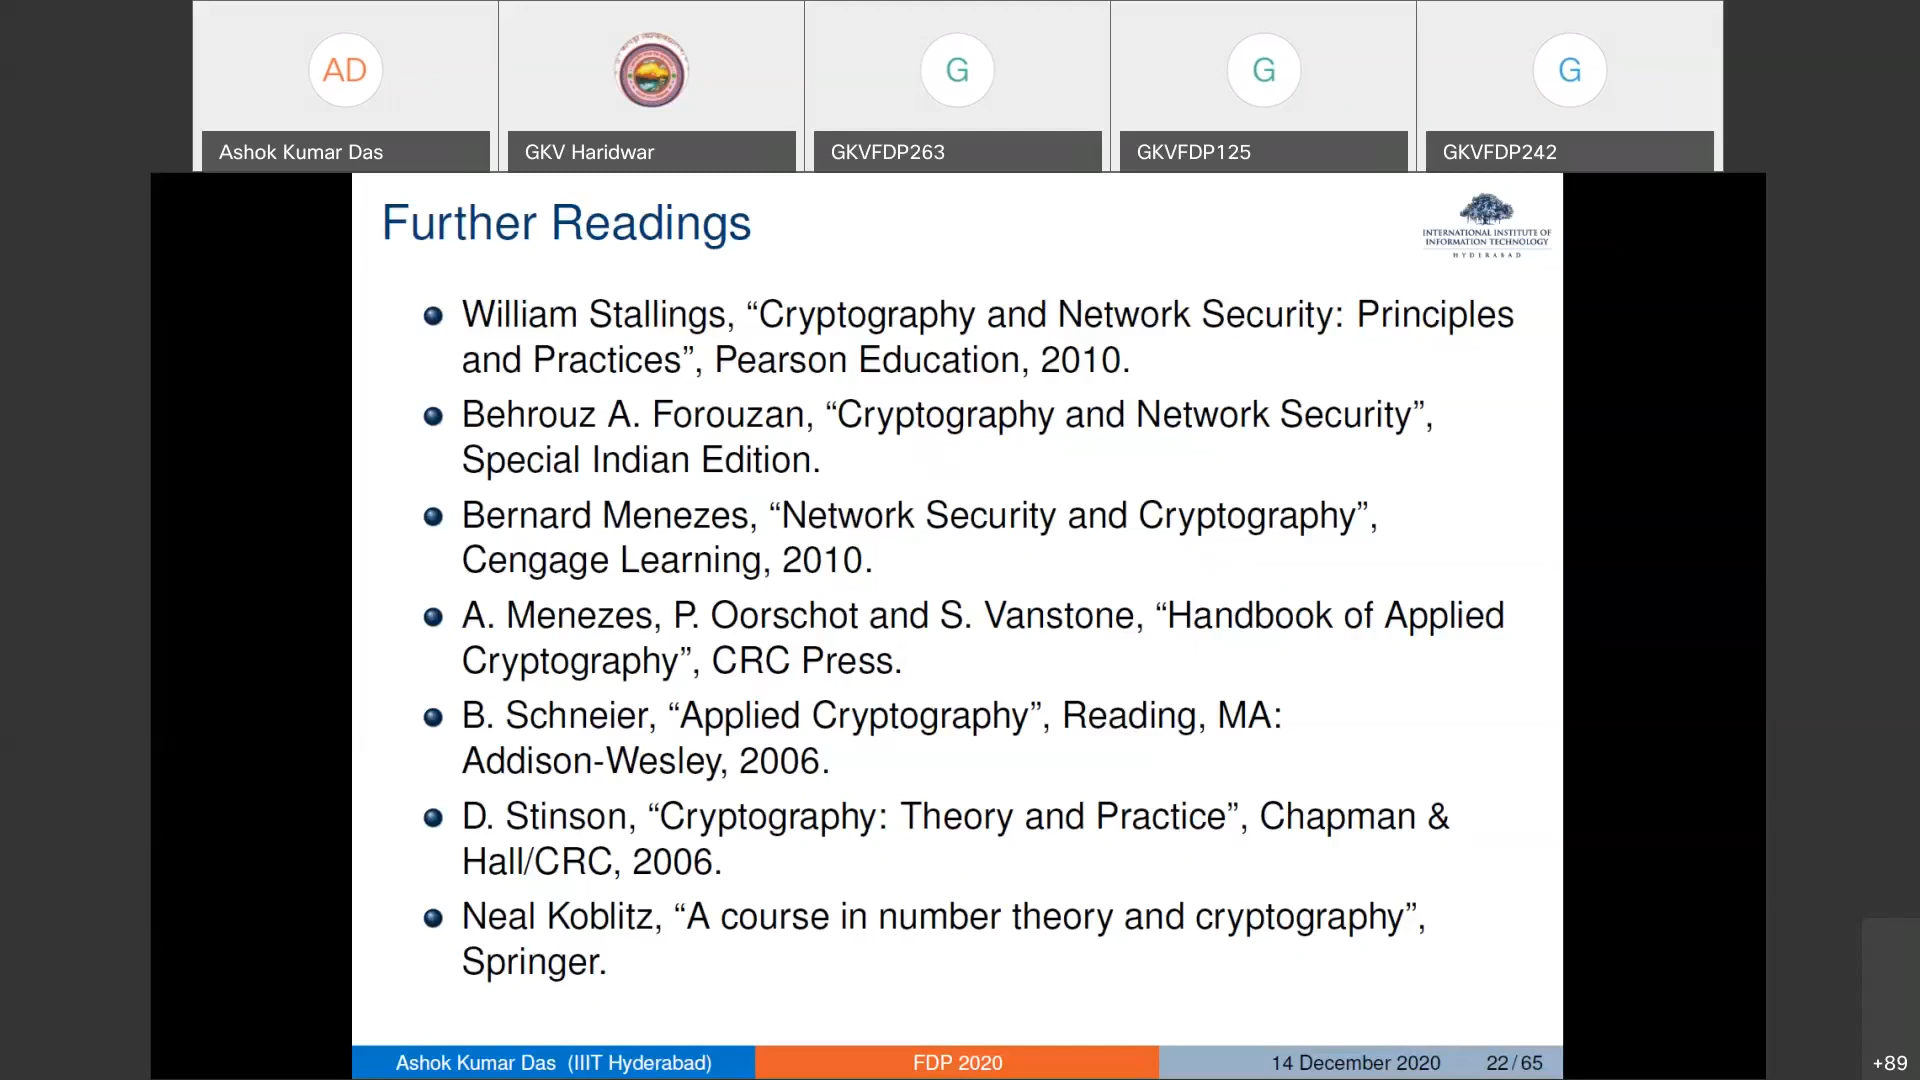 AD
G
G
G
Ashok Kumar Das
GKV Haridwar
GKVFDP263
GKVFDP125
GKVFDP242
Further Readings
INTERNATIONAL INSTITUTE OF
INFORMATION TECHNOLOGY
HYDERABAD
William Stallings, “Cryptography and Network Security: Principles
and Practices”, Pearson Education, 2010.
Behrouz A. Forouzan, “Cryptography and Network Security”,
Special Indian Edition.
Bernard Menezes, “Network Security and Cryptography”,
Cengage Learning, 2010.
A. Menezes, P. Oorschot and S. Vanstone, “Handbook of Applied
Cryptography”, CRC Press.
B. Schneier, “Applied Cryptography”, Reading, MA:
Addison-Wesley, 2006.
D. Stinson, “Cryptography: Theory and Practice”, Chapman &
Hall/CRC, 2006.
Neal Koblitz, “A course in number theory and cryptography”,
Springer.
Ashok Kumar Das (IIIT Hyderabad)
FDP 2020
14 December 2020
22/65
+89